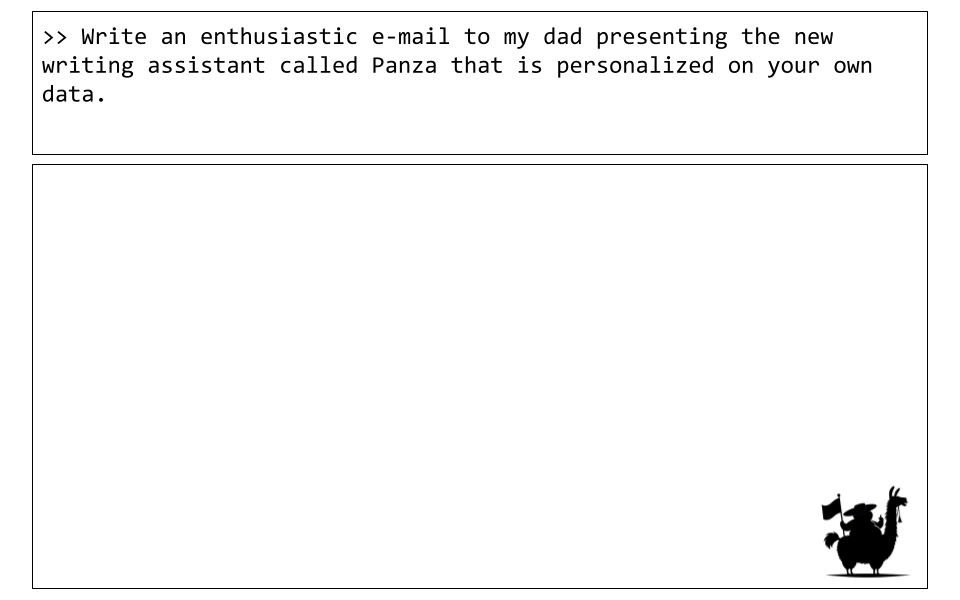 >> Write an enthusiastic e-mail to my dad presenting the new
writing assistant called Panza that is personalized on your own
data.